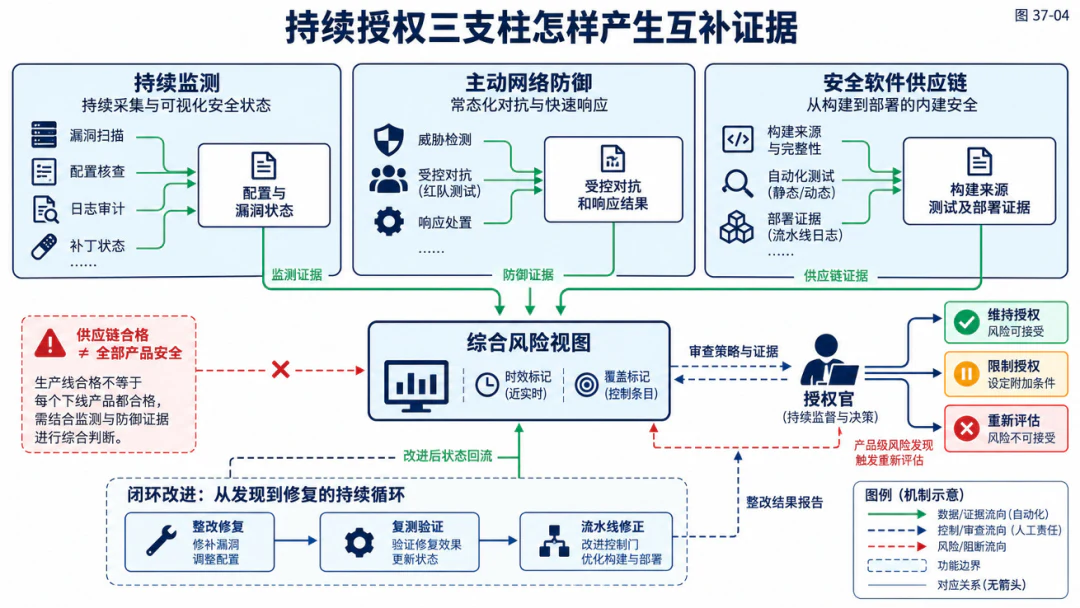 图 37-04
持续授权三支柱怎样产生互补证据
持续监测
持续采集与可视化安全状态
漏洞扫描
配置核查
日志审计
补丁状态
……
配置与
漏洞状态
主动网络防御
常态化对抗与快速响应
威胁检测
受控对抗
(红队测试)
响应处置
……
受控对抗
和响应结果
安全软件供应链
从构建到部署的内建安全
构建来源
与完整性
自动化测试
(静态/动态)
部署证据
(流水线日志)
……
构建来源
测试及部署证据
监测证据
防御证据
供应链证据
供应链合格
≠ 全部产品安全
生产线合格不等于
每个下线产品都合格，
需结合监测与防御证据
进行综合判断。
综合风险视图
时效标记
(近实时)
覆盖标记
(控制条目)
审查策略与证据
授权官
(持续监督与决策)
维持授权
风险可接受
限制授权
设定附加条件
重新评估
风险不可接受
产品级风险发现
触发重新评估
改进后状态回流
整改结果报告
闭环改进：从发现到修复的持续循环
整改修复
修补漏洞
调整配置
复测验证
验证修复效果
更新状态
流水线修正
改进控制门
优化构建与部署
图例（机制示意）
数据/证据流向 (自动化)
控制/审查流向 (人工责任)
风险/阻断流向
功能边界
对应关系 (无箭头)